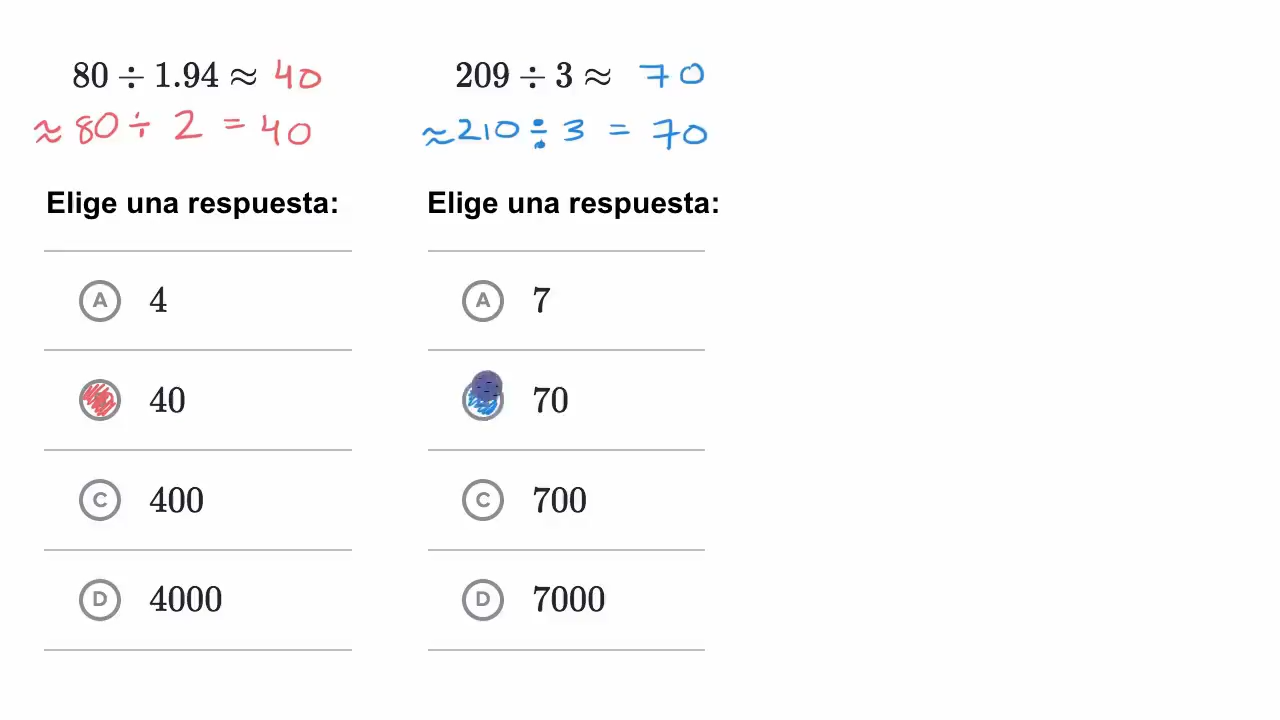 80 ÷ 1.94 ≈ 40
≈ 80 ÷ 2 = 40
Elige una respuesta:
A 4
40
C 400
D 4000
209 ÷ 3 ≈ 70
≈ 210 ÷ 3 = 70
Elige una respuesta:
A 7
70
C 700
D 7000